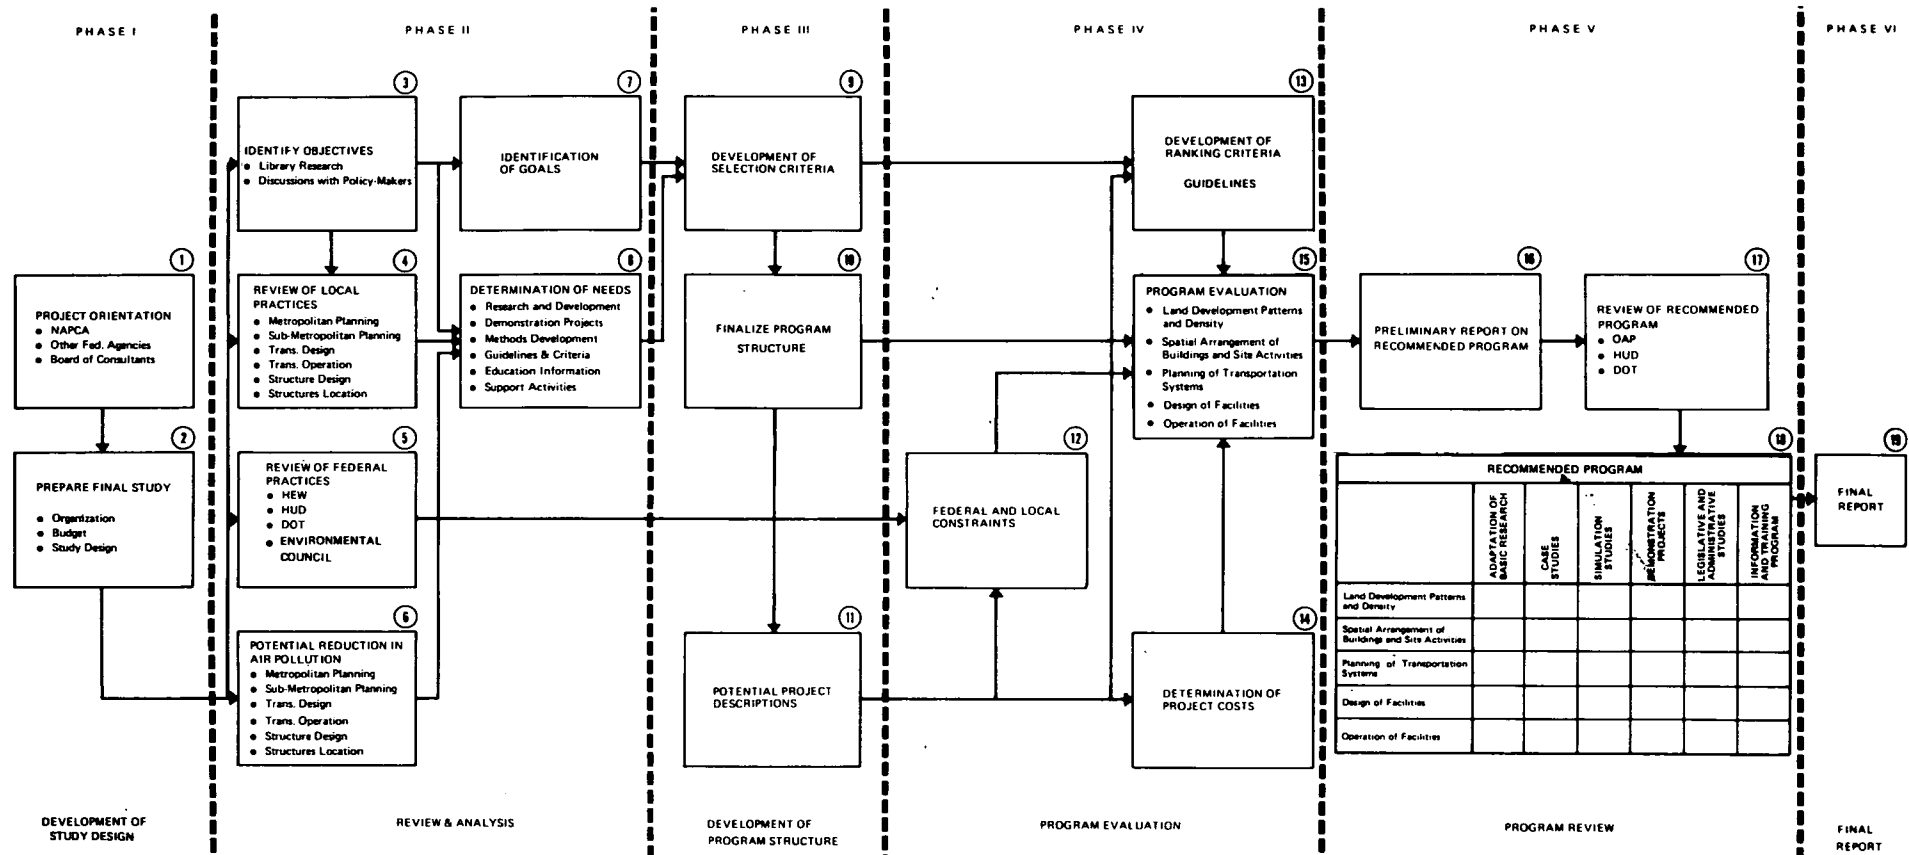 PHASE I
PHASE II
PHASE III
PHASE IV
PHASE V
PHASE VI
1
PROJECT ORIENTATION
• NAPCA
• Other Fed. Agencies
• Board of Consultants
2
PREPARE FINAL STUDY
• Organization
• Budget
• Study Design
3
IDENTIFY OBJECTIVES
• Library Research
• Discussions with Policy-Makers
4
REVIEW OF LOCAL
PRACTICES
• Metropolitan Planning
• Sub-Metropolitan Planning
• Trans. Design
• Trans. Operation
• Structure Design
• Structures Location
5
REVIEW OF FEDERAL
PRACTICES
• HEW
• HUD
• DOT
• ENVIRONMENTAL
COUNCIL
6
POTENTIAL REDUCTION IN
AIR POLLUTION
• Metropolitan Planning
• Sub-Metropolitan Planning
• Trans. Design
• Trans. Operation
• Structure Design
• Structures Location
7
IDENTIFICATION
OF GOALS
8
DETERMINATION OF NEEDS
• Research and Development
• Demonstration Projects
• Methods Development
• Guidelines & Criteria
• Education Information
• Support Activities
9
DEVELOPMENT OF
SELECTION CRITERIA
10
FINALIZE PROGRAM
STRUCTURE
11
POTENTIAL PROJECT
DESCRIPTIONS
12
FEDERAL AND LOCAL
CONSTRAINTS
13
DEVELOPMENT OF
RANKING CRITERIA
GUIDELINES
15
PROGRAM EVALUATION
• Land Development Patterns
and Density
• Spatial Arrangement of
Buildings and Site Activities
• Planning of Transportation
Systems
• Design of Facilities
• Operation of Facilities
14
DETERMINATION OF
PROJECT COSTS
16
PRELIMINARY REPORT ON
RECOMMENDED PROGRAM
17
REVIEW OF RECOMMENDED
PROGRAM
• OAP
• HUD
• DOT
18
RECOMMENDED PROGRAM
ADAPTATION OF
BASIC RESEARCH
CASE
STUDIES
SIMULATION
STUDIES
DEMONSTRATION
PROJECTS
LEGISLATIVE AND
ADMINISTRATIVE
STUDIES
INFORMATION
AND TRAINING
PROGRAM
Land Development Patterns
and Density
Spatial Arrangement of
Buildings and Site Activities
Planning of Transportation
Systems
Design of Facilities
Operation of Facilities
19
FINAL
REPORT
DEVELOPMENT OF
STUDY DESIGN
REVIEW & ANALYSIS
DEVELOPMENT OF
PROGRAM STRUCTURE
PROGRAM EVALUATION
PROGRAM REVIEW
FINAL
REPORT